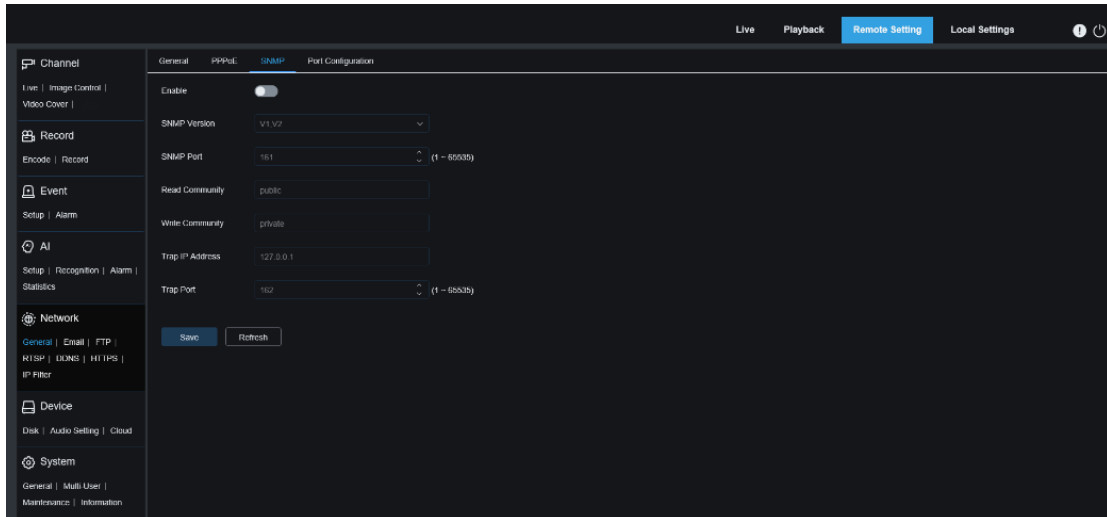 Live Playback Remote Setting Local Settings
Channel
Live | Image Control |
Video Cover |
Record
Encode | Record
Event
Setup | Alarm
AI
Setup | Recognition | Alarm |
Statistics
Network
General | Email | FTP |
RTSP | DDNS | HTTPS |
IP Filter
Device
Disk | Audio Setting | Cloud
System
General | Multi-User |
Maintenance | Information
General PPPoE SNMP Port Configuration
Enable
SNMP Version V1,V2
SNMP Port 161 (1 ~ 65535)
Read Community public
Write Community private
Trap IP Address 127.0.0.1
Trap Port 162 (1 ~ 65535)
Save Refresh